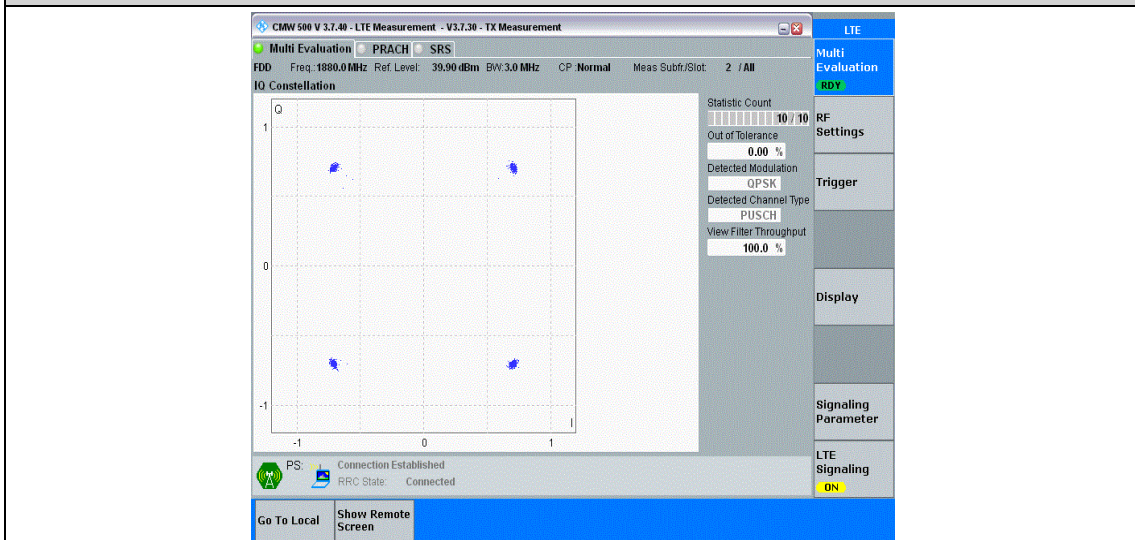 CMW 500 V 3.7.40 - LTE Measurement - V3.7.30 - TX Measurement
LTE
Multi Evaluation PRACH SRS
Multi
Evaluation
RDY
FDD Freq.:1880.0 MHz Ref. Level: 39.90 dBm BW:3.0 MHz CP :Normal Meas Subfr./Slot: 2 / All
IQ Constellation
Q
1
0
-1
I
-1 0 1
Statistic Count
10 / 10
Out of Tolerance
0.00 %
Detected Modulation
QPSK
Detected Channel Type
PUSCH
View Filter Throughput
100.0 %
RF
Settings
Trigger
Display
Signaling
Parameter
LTE
Signaling
ON
PS: Connection Established
RRC State: Connected
Go To Local
Show Remote
Screen